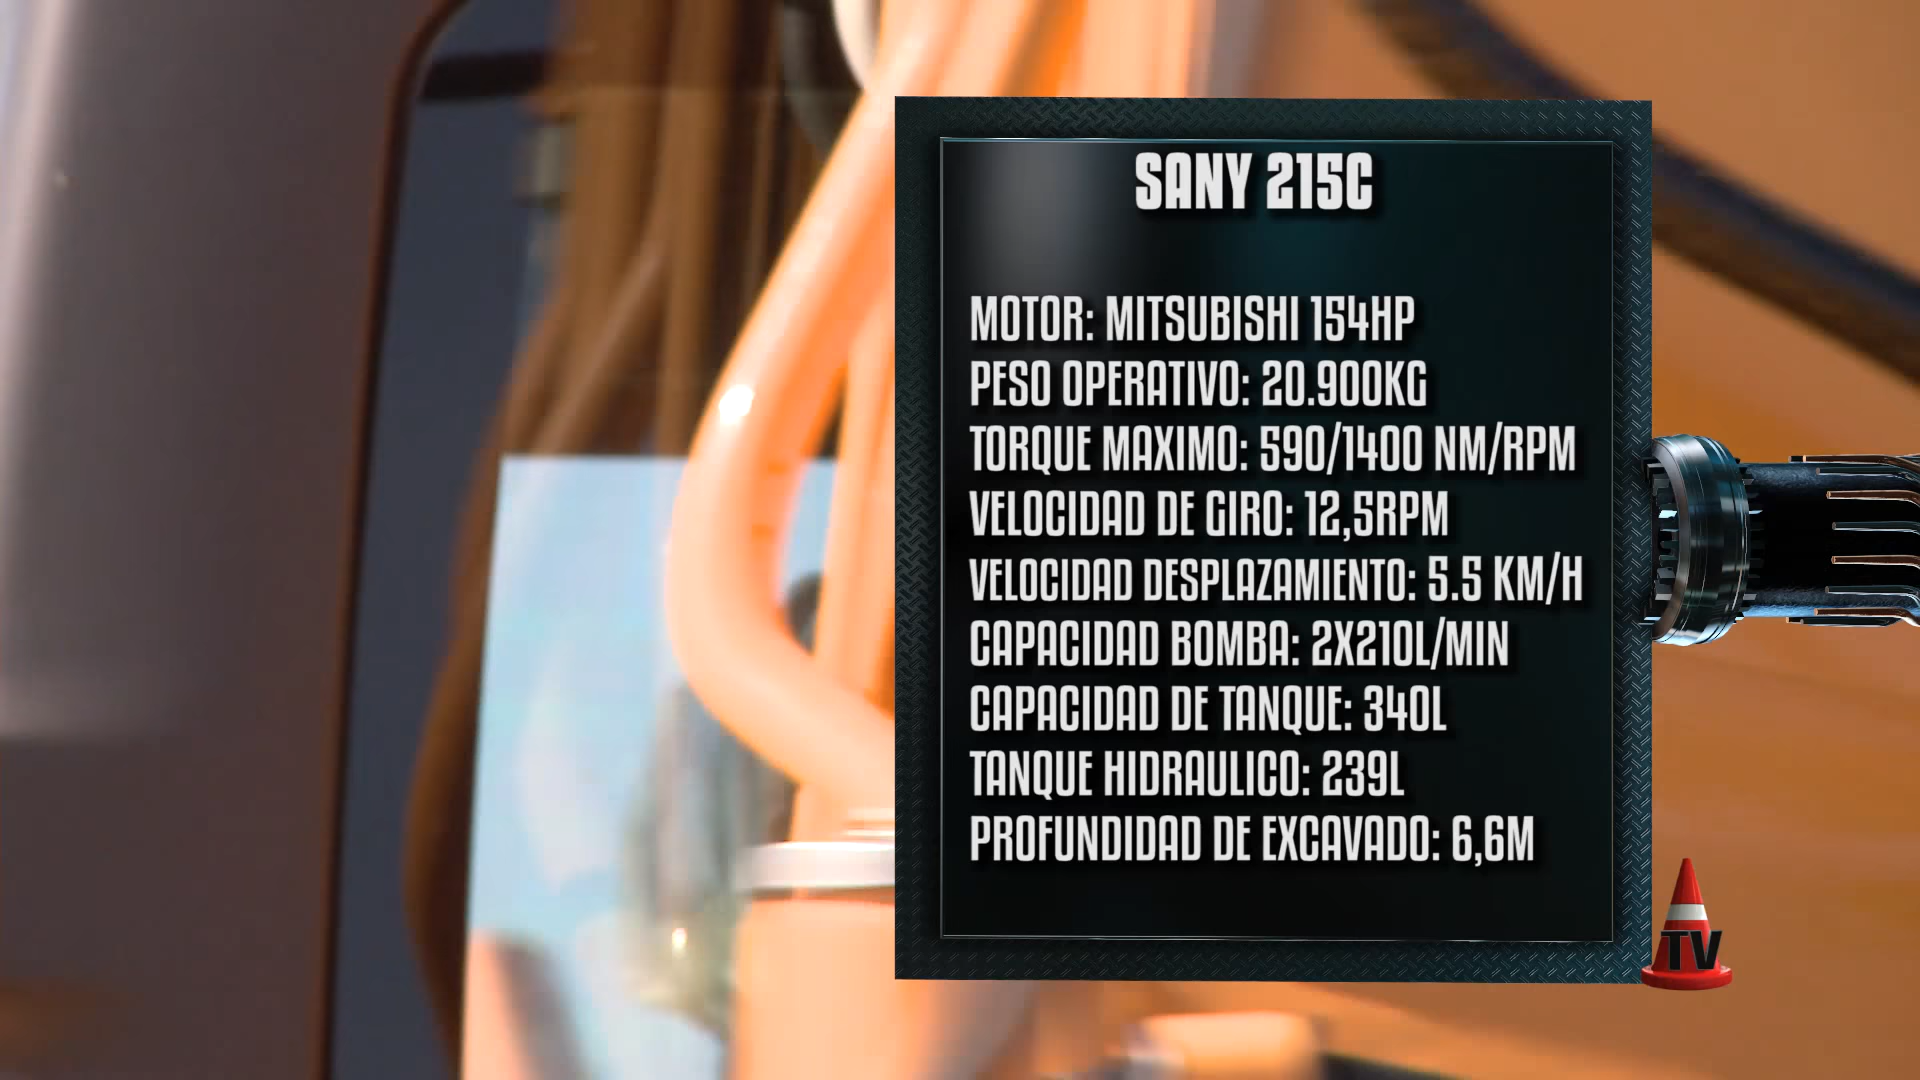 SANY 215C
MOTOR: MITSUBISHI 154HP
PESO OPERATIVO: 20.900KG
TORQUE MAXIMO: 590/1400 NM/RPM
VELOCIDAD DE GIRO: 12,5RPM
VELOCIDAD DESPLAZAMIENTO: 5.5 KM/H
CAPACIDAD BOMBA: 2X210L/MIN
CAPACIDAD DE TANQUE: 340L
TANQUE HIDRAULICO: 239L
PROFUNDIDAD DE EXCAVADO: 6,6M
TV